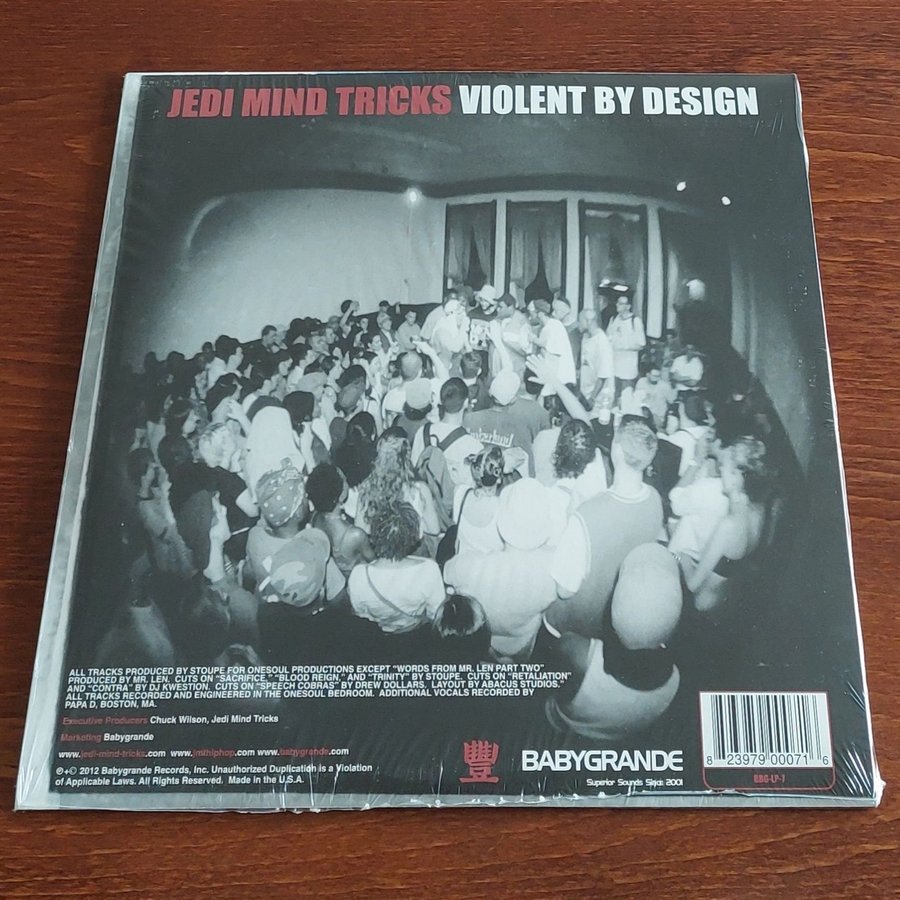 JEDI MIND TRICKS VIOLENT BY DESIGN
ALL TRACKS PRODUCED BY STOUPE FOR ONESOUL PRODUCTIONS EXCEPT "WORDS FROM MR. LEN PART TWO"
PRODUCED BY MR. LEN. CUTS ON "SACRIFICE," "BLOOD REIGN," AND "TRINITY" BY STOUPE. CUTS ON "RETALIATION"
AND "CONTRA" BY DJ KWESTION. CUTS ON "SPEECH COBRAS" BY DREW DOLLARS. LAYOUT BY ABACUS STUDIOS.
ALL TRACKS RECORDED AND ENGINEERED IN THE ONESOUL BEDROOM. ADDITIONAL VOCALS RECORDED BY
PAPA D, BOSTON, MA.
Executive Producers Chuck Wilson, Jedi Mind Tricks
Marketing Babygrande
www.jedi-mind-tricks.com www.jmthiphop.com www.babygrande.com
℗+© 2012 Babygrande Records, Inc. Unauthorized Duplication is a Violation
of Applicable Laws. All Rights Reserved. Made in the U.S.A.
豐 BABYGRANDE
Superior Sounds Since 2001
8 23979 00071 6
BBG-LP-7